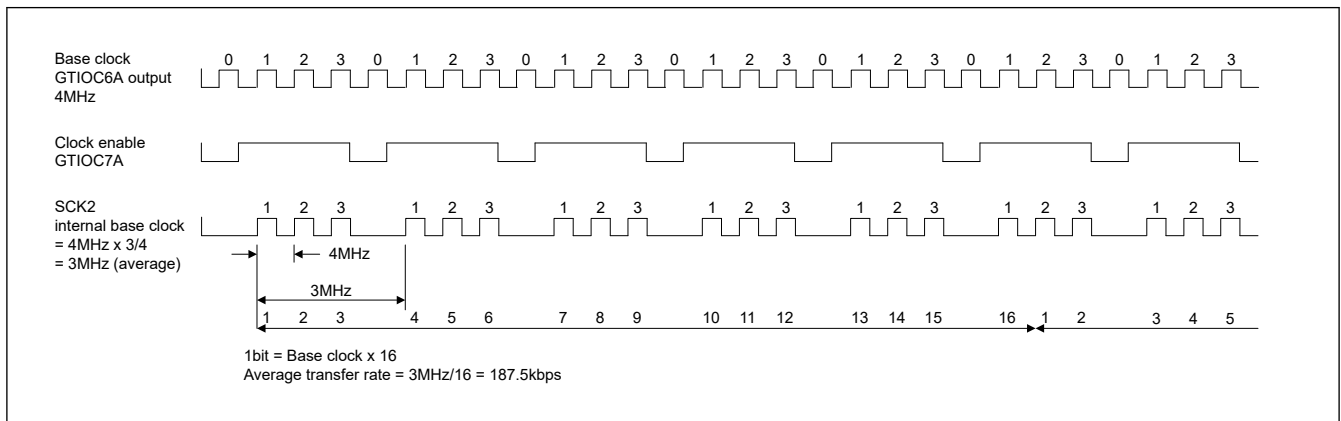 Base clock
GTIOC6A output
4MHz
0 1 2 3 0 1 2 3 0 1 2 3 0 1 2 3 0 1 2 3 0 1 2 3 0 1 2 3
Clock enable
GTIOC7A
SCK2
internal base clock
= 4MHz x 3/4
= 3MHz (average)
1 2 3 1 2 3 1 2 3 1 2 3 1 2 3 1 2 3 1 2 3
4MHz
3MHz
1 2 3 4 5 6 7 8 9 10 11 12 13 14 15 16 1 2 3 4 5
1bit = Base clock x 16
Average transfer rate = 3MHz/16 = 187.5kbps